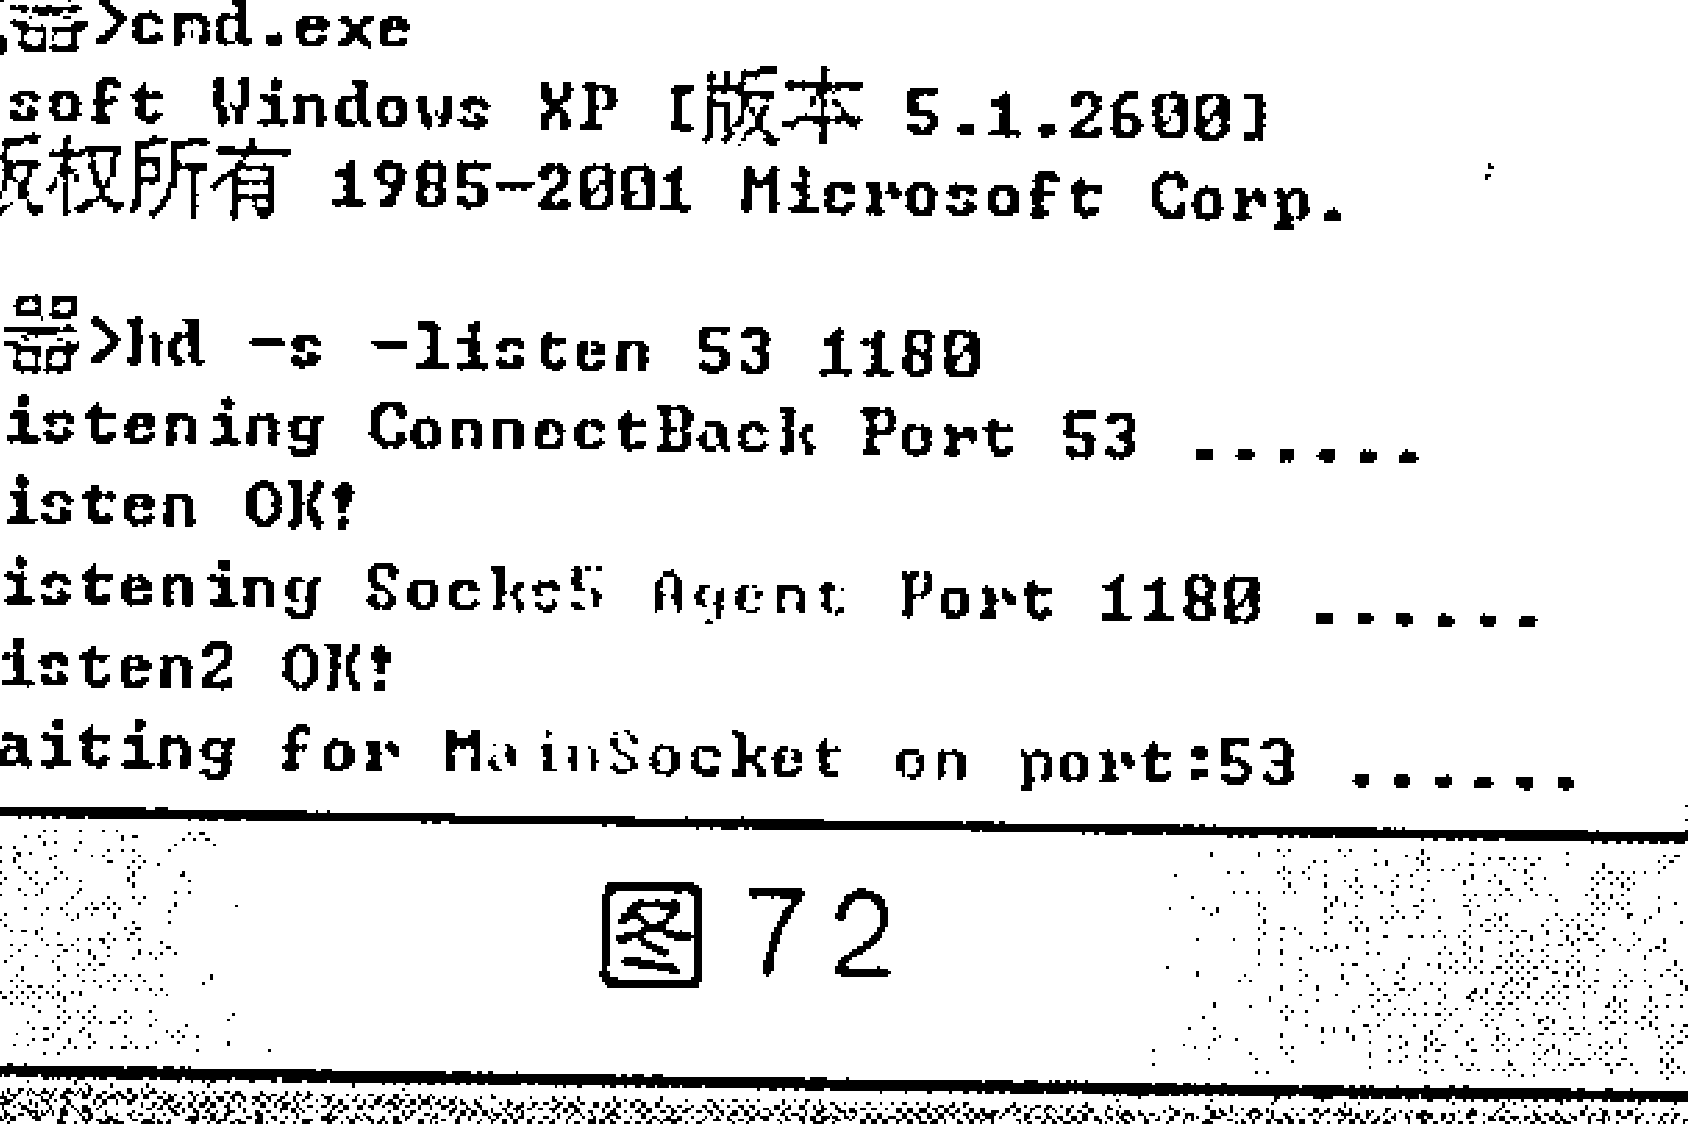 器>cmd.exe
soft Windows XP [版本 5.1.2600]
版权所有 1985-2001 Microsoft Corp.
器>hd -s -listen 53 1180
istening ConnectBack Port 53 ......
isten OK!
istening Socks5 Agent Port 1180 ......
isten2 OK!
aiting for MainSocket on port:53 ......
图72